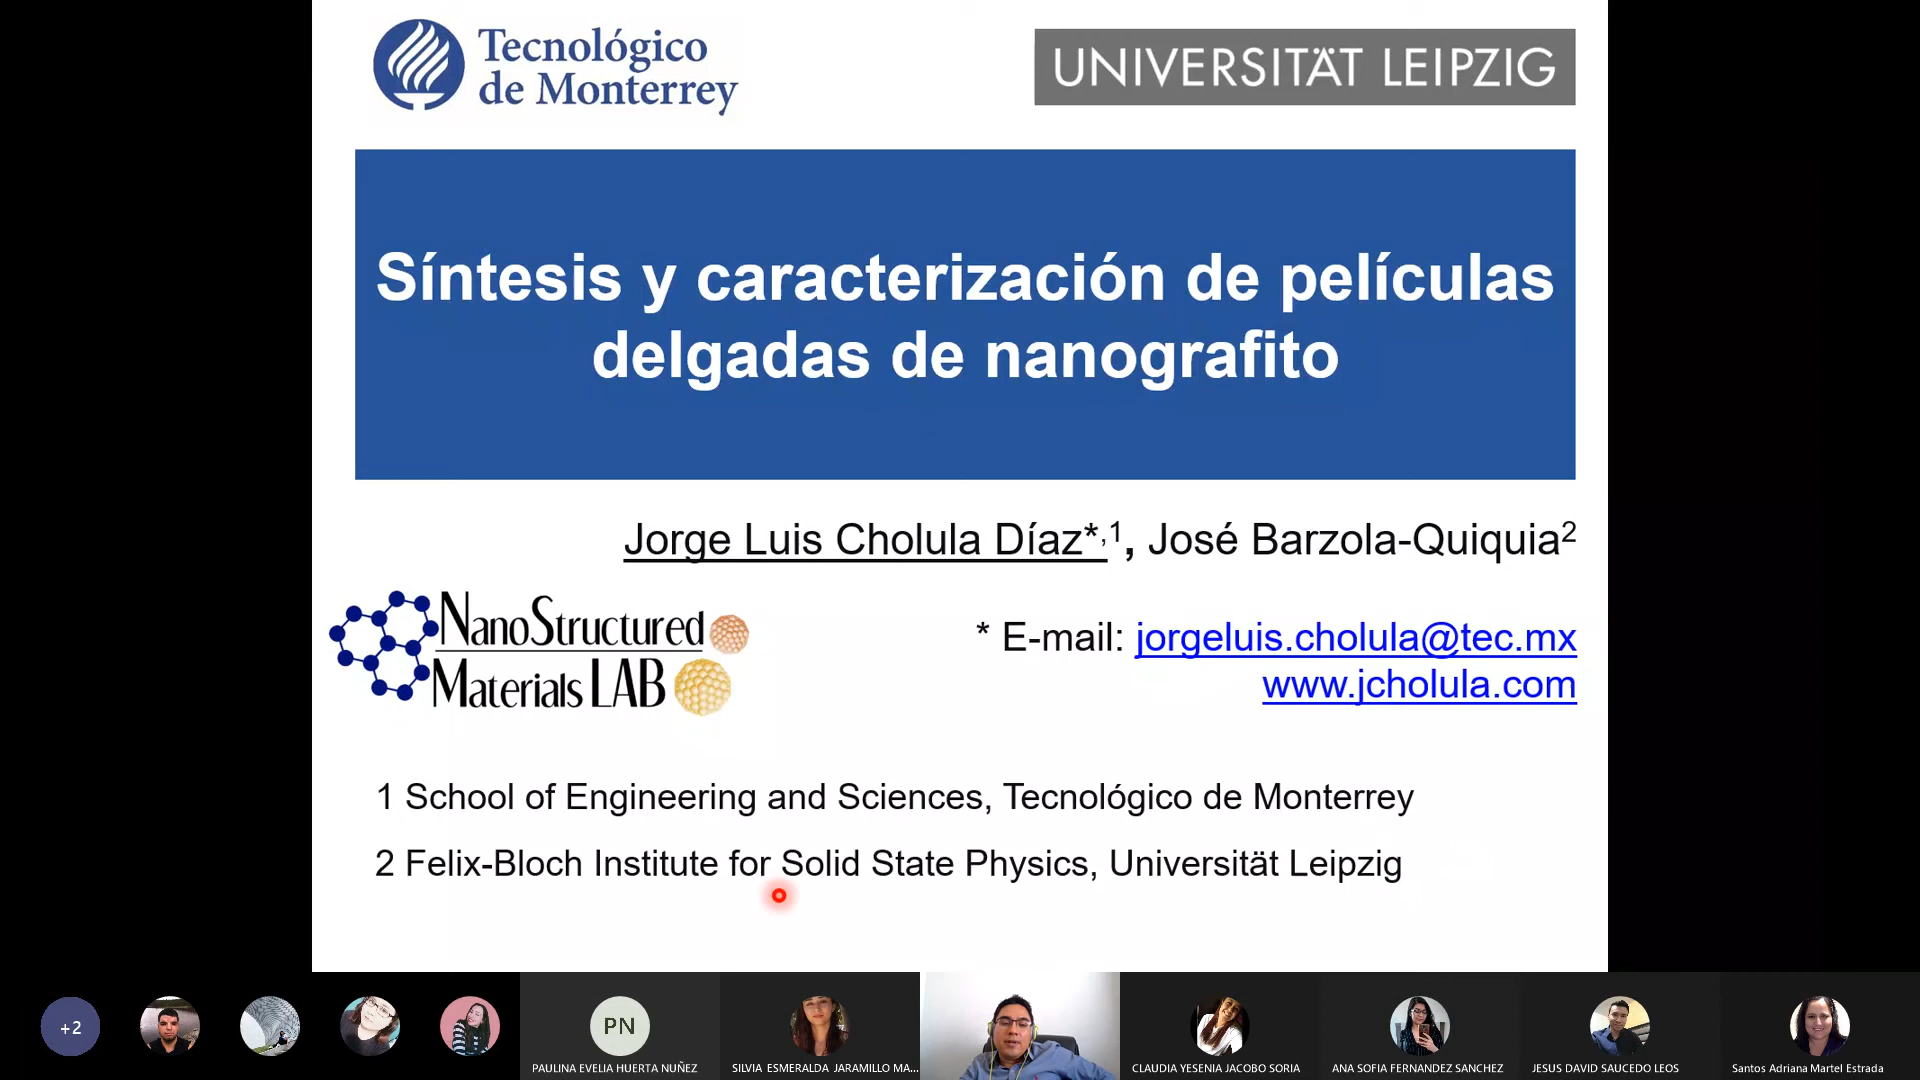 Tecnológico
de Monterrey
UNIVERSITÄT LEIPZIG
Síntesis y caracterización de películas
delgadas de nanografito
Jorge Luis Cholula Díaz*,1, José Barzola-Quiquia2
NanoStructured
Materials LAB
* E-mail: jorgeluis.cholula@tec.mx
www.jcholula.com
1 School of Engineering and Sciences, Tecnológico de Monterrey
2 Felix-Bloch Institute for Solid State Physics, Universität Leipzig
+2
PN
PAULINA EVELIA HUERTA NUÑEZ
SILVIA ESMERALDA JARAMILLO MA...
CLAUDIA YESENIA JACOBO SORIA
ANA SOFIA FERNANDEZ SANCHEZ
JESUS DAVID SAUCEDO LEOS
Santos Adriana Martel Estrada